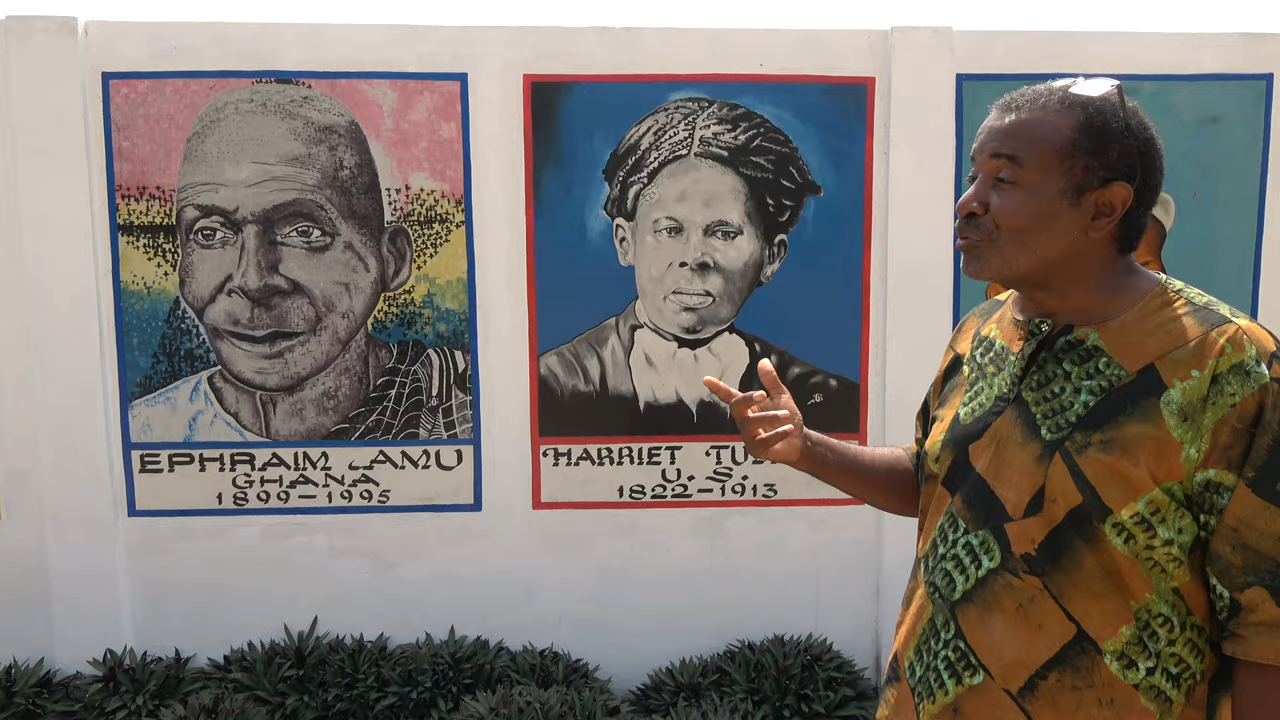 EPHRAIM AMU
GHANA
1899-1995
HARRIET
U.S.
1822-1913